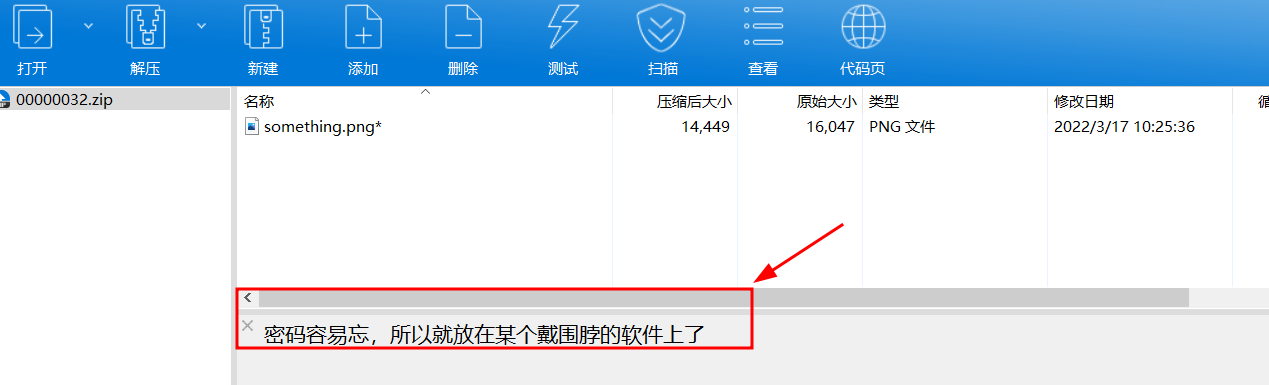 打开 解压 新建 添加 删除 测试 扫描 查看 代码页
00000032.zip 名称 压缩后大小 原始大小 类型 修改日期
something.png* 14,449 16,047 PNG 文件 2022/3/17 10:25:36
密码容易忘，所以就放在某个戴围脖的软件上了